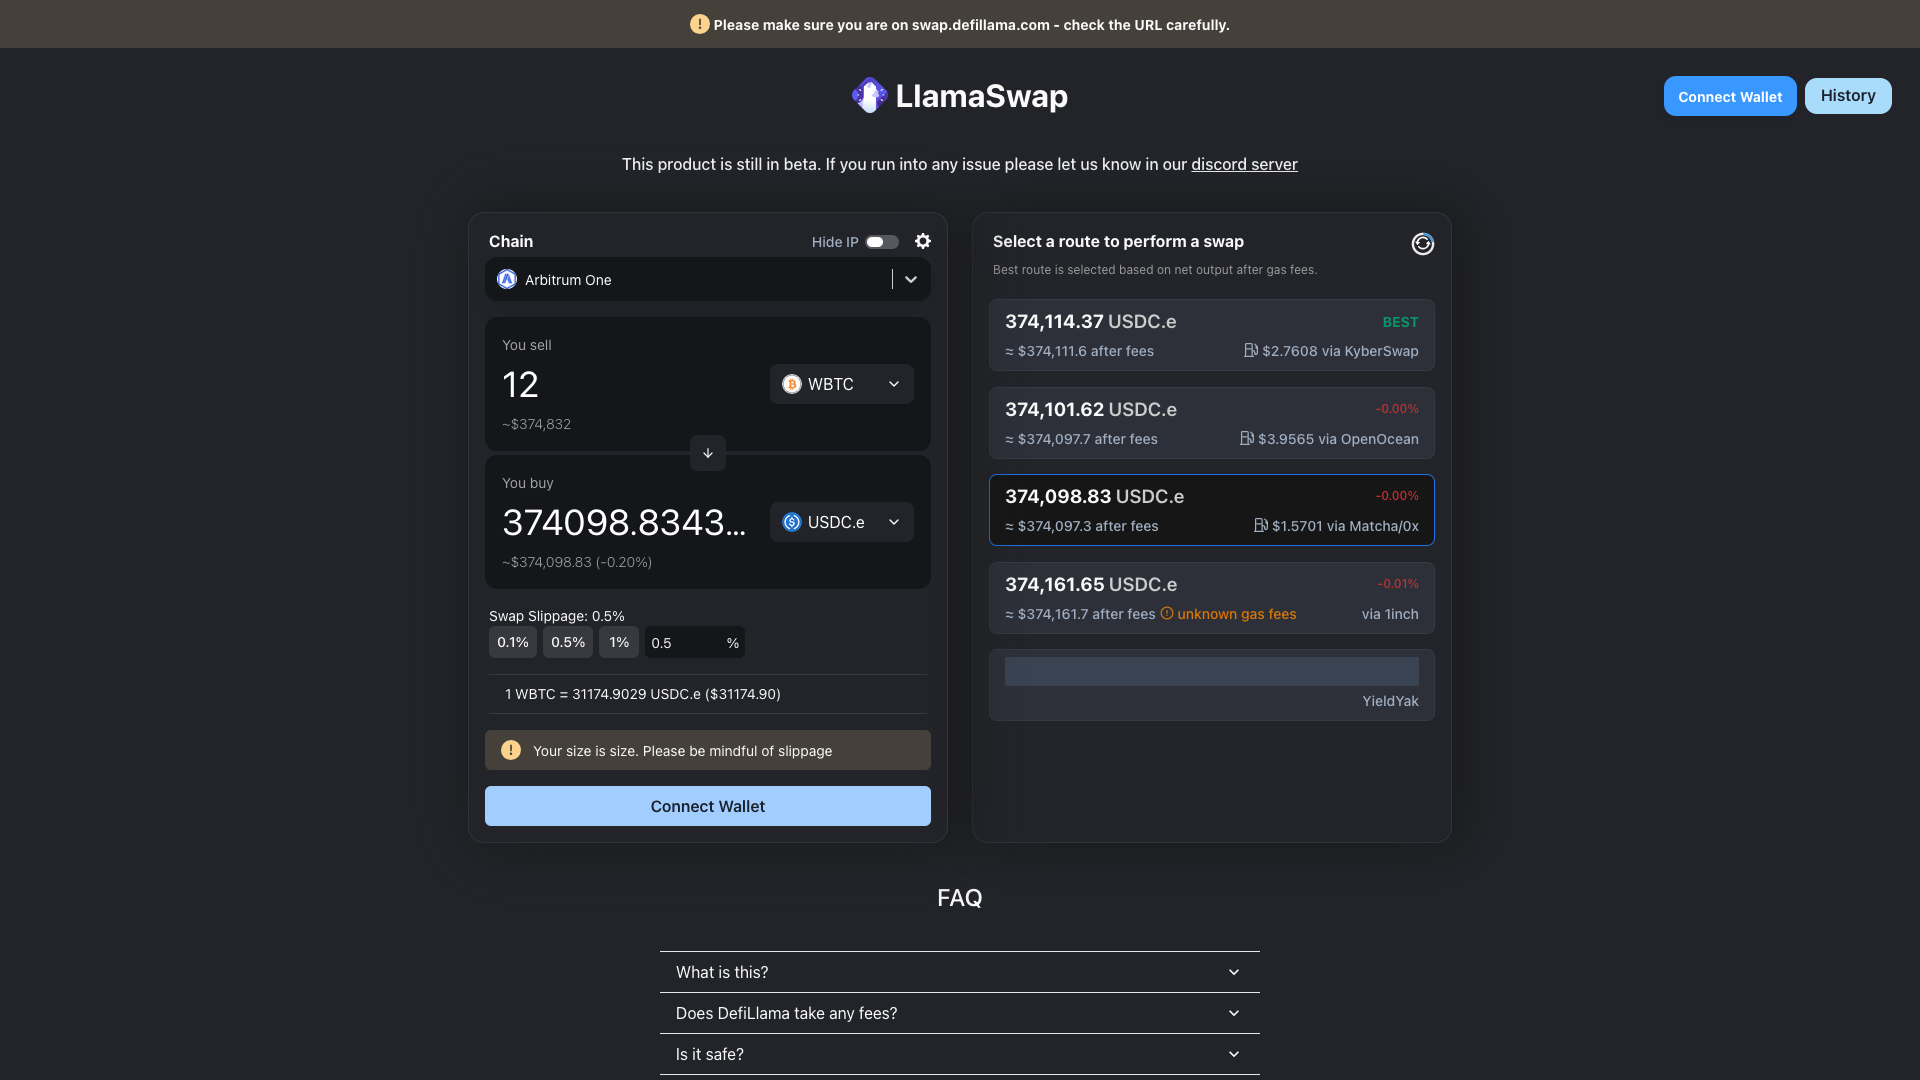 Please make sure you are on swap.defillama.com - check the URL carefully.
LlamaSwap
Connect Wallet
History
This product is still in beta. If you run into any issue please let us know in our discord server
Chain
Hide IP
Arbitrum One
You sell
12
WBTC
~$374,832
You buy
374098.8343...
USDC.e
~$374,098.83 (-0.20%)
Swap Slippage: 0.5%
0.1% 0.5% 1% 0.5 %
1 WBTC = 31174.9029 USDC.e ($31174.90)
Your size is size. Please be mindful of slippage
Connect Wallet
Select a route to perform a swap
Best route is selected based on net output after gas fees.
374,114.37 USDC.e BEST
≈ $374,111.6 after fees $2.7608 via KyberSwap
374,101.62 USDC.e -0.00%
≈ $374,097.7 after fees $3.9565 via OpenOcean
374,098.83 USDC.e -0.00%
≈ $374,097.3 after fees $1.5701 via Matcha/0x
374,161.65 USDC.e -0.01%
≈ $374,161.7 after fees unknown gas fees via 1inch
YieldYak
FAQ
What is this?
Does DefiLlama take any fees?
Is it safe?